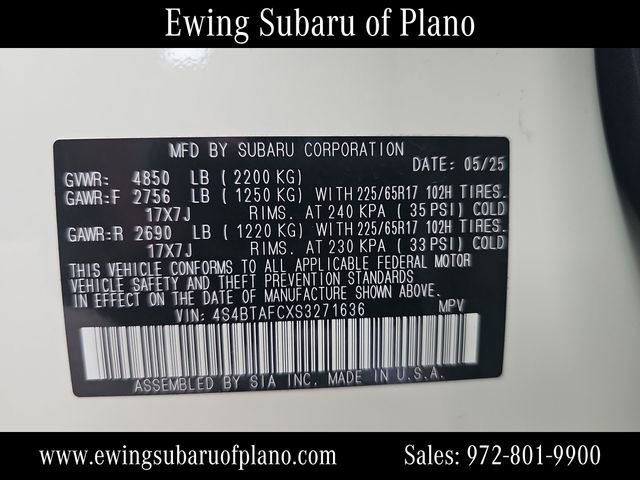 Ewing Subaru of Plano
MFD BY SUBARU CORPORATION
DATE: 05/25
GVWR: 4850 LB (2200 KG)
GAWR:F 2756 LB (1250 KG) WITH 225/65R17 102H TIRES.
17X7J RIMS. AT 240 KPA (35 PSI) COLD
GAWR:R 2690 LB (1220 KG) WITH 225/65R17 102H TIRES.
17X7J RIMS. AT 230 KPA (33 PSI) COLD
THIS VEHICLE CONFORMS TO ALL APPLICABLE FEDERAL MOTOR
VEHICLE SAFETY AND THEFT PREVENTION STANDARDS
IN EFFECT ON THE DATE OF MANUFACTURE SHOWN ABOVE.
VIN: 4S4BTAFCXS3271636 MPV
ASSEMBLED BY SIA INC. MADE IN U.S.A.
www.ewingsubaruofplano.com Sales: 972-801-9900